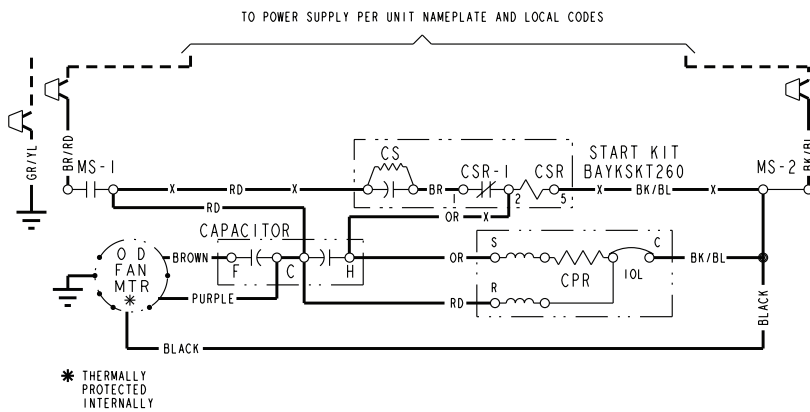 TO POWER SUPPLY PER UNIT NAMEPLATE AND LOCAL CODES
GR/YL
BR/RD
BK/BL
MS-1
CS
CSR-1
CSR
START KIT
BAYKSKT260
MS-2
X
RD
X
BR
1
2
5
X
BK/BL
X
RD
OR
X
CAPACITOR
O D
FAN
MTR
*
BROWN
F
C
H
OR
S
CPR
IOL
C
BK/BL
PURPLE
RD
R
BLACK
BLACK
* THERMALLY
PROTECTED
INTERNALLY